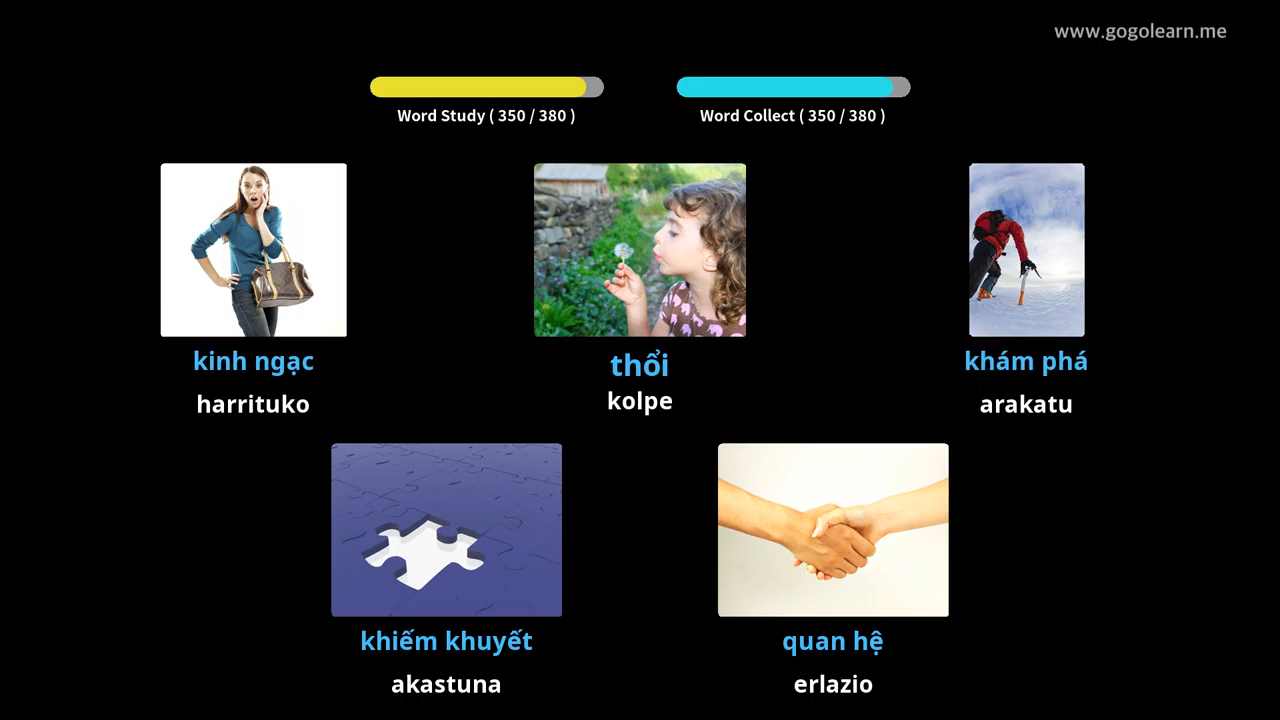 www.gogolearn.me
Word Study ( 350 / 380 )
Word Collect ( 350 / 380 )
kinh ngạc
harrituko
thổi
kolpe
khám phá
arakatu
khiếm khuyết
akastuna
quan hệ
erlazio